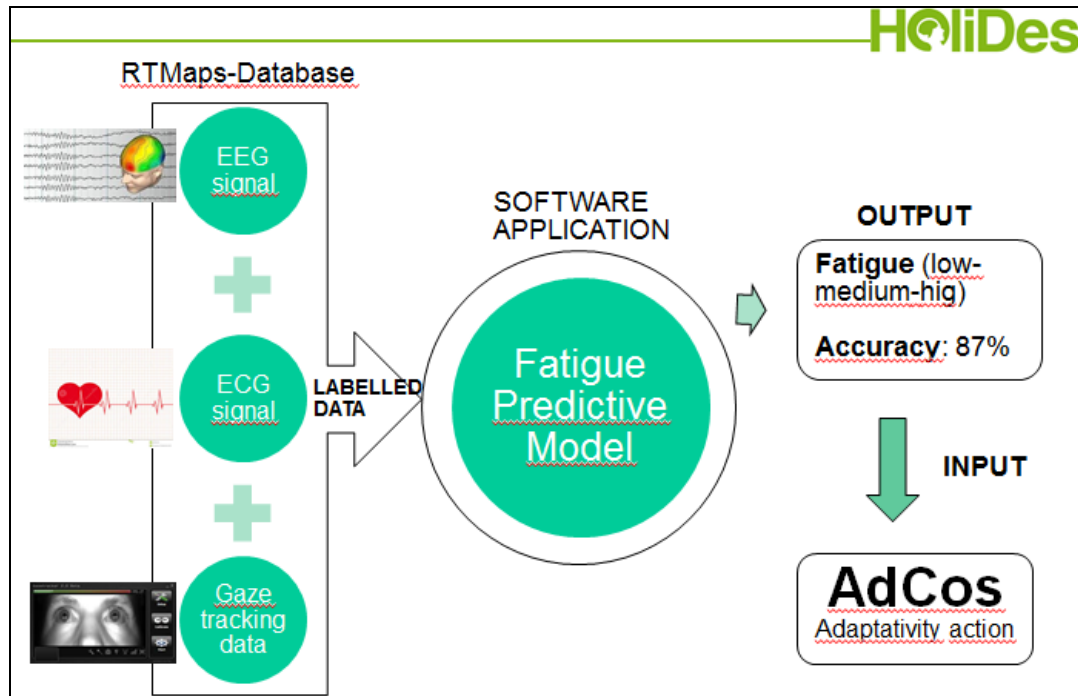 HoliDes
RTMaps-Database
EEG
signal
ECG
signal
Gaze
tracking
data
LABELLED
DATA
SOFTWARE
APPLICATION
Fatigue
Predictive
Model
OUTPUT
Fatigue (low-
medium-hig)
Accuracy: 87%
INPUT
AdCos
Adaptativity action